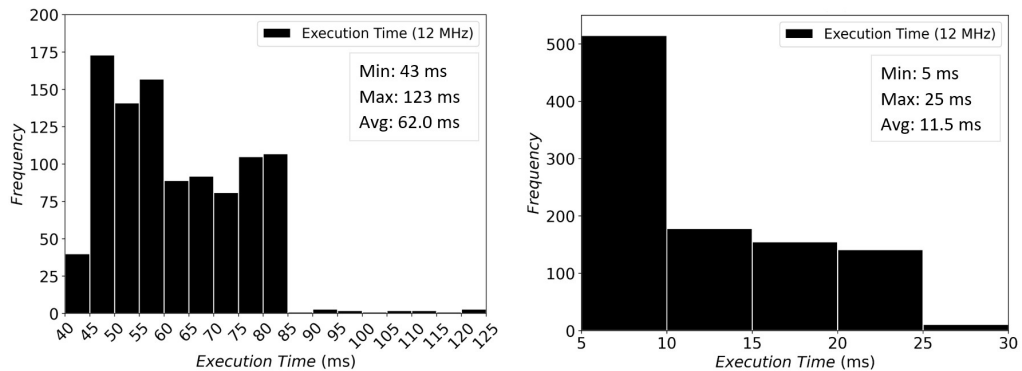 200
175
150
125
100
75
50
25
0
Frequency
Execution Time (12 MHz)
Min: 43 ms
Max: 123 ms
Avg: 62.0 ms
40 45 50 55 60 65 70 75 80 85 90 95 100 105 110 115 120 125
Execution Time (ms)
500
400
300
200
100
0
Frequency
Execution Time (12 MHz)
Min: 5 ms
Max: 25 ms
Avg: 11.5 ms
5 10 15 20 25 30
Execution Time (ms)